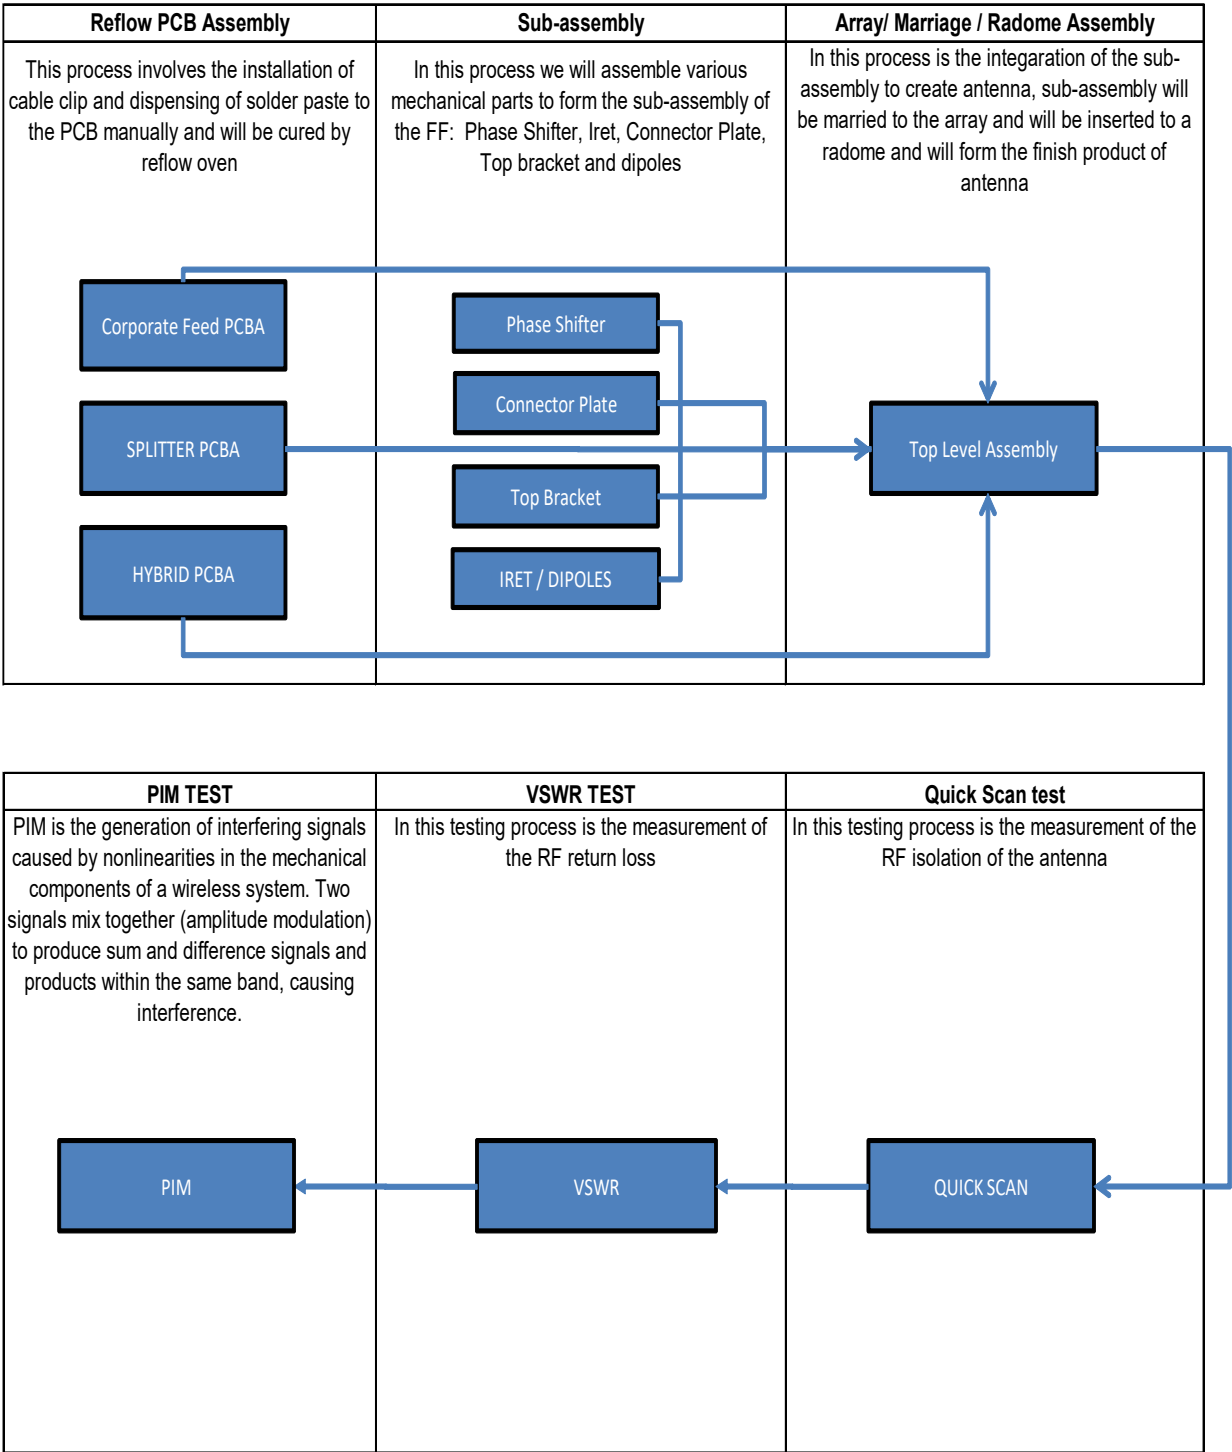 Reflow PCB Assembly
This process involves the installation of
cable clip and dispensing of solder paste to
the PCB manually and will be cured by
reflow oven
Sub-assembly
In this process we will assemble various
mechanical parts to form the sub-assembly of
the FF:  Phase Shifter, Iret, Connector Plate,
Top bracket and dipoles
Array/ Marriage / Radome Assembly
In this process is the integaration of the sub-
assembly to create antenna, sub-assembly will
be married to the array and will be inserted to a
radome and will form the finish product of
antenna
Corporate Feed PCBA
SPLITTER PCBA
HYBRID PCBA
Phase Shifter
Connector Plate
Top Bracket
IRET / DIPOLES
Top Level Assembly
PIM TEST
PIM is the generation of interfering signals
caused by nonlinearities in the mechanical
components of a wireless system. Two
signals mix together (amplitude modulation)
to produce sum and difference signals and
products within the same band, causing
interference.
VSWR TEST
In this testing process is the measurement of
the RF return loss
Quick Scan test
In this testing process is the measurement of the
RF isolation of the antenna
PIM
VSWR
QUICK SCAN